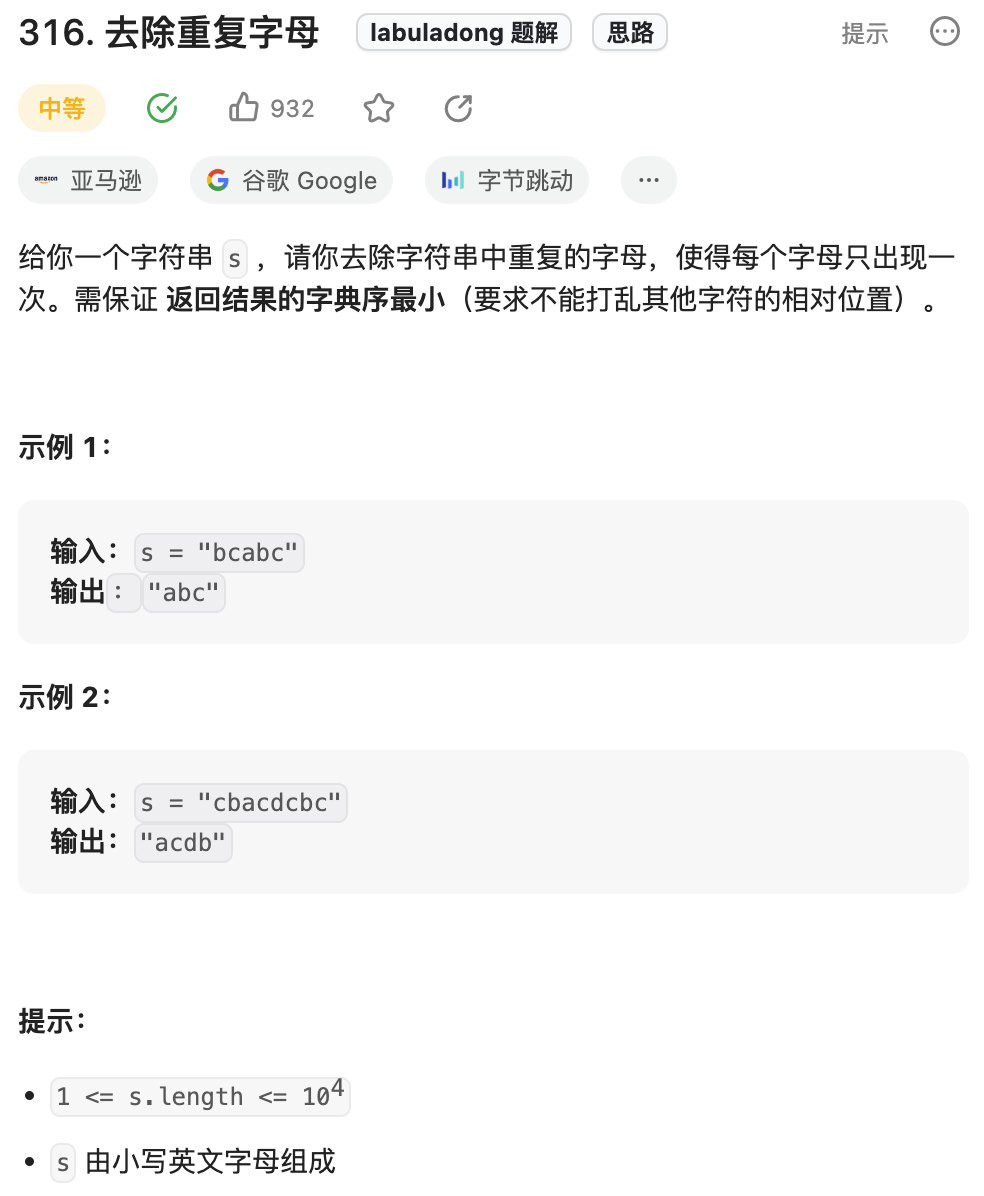 316. 去除重复字母 labuladong 题解 思路 提示
中等 932
amazon 亚马逊 谷歌 Google 字节跳动
给你一个字符串 s ，请你去除字符串中重复的字母，使得每个字母只出现一
次。需保证 返回结果的字典序最小（要求不能打乱其他字符的相对位置）。
示例 1：
输入：s = "bcabc"
输出："abc"
示例 2：
输入：s = "cbacdcbc"
输出："acdb"
提示：
• 1 <= s.length <= 10⁴
• s 由小写英文字母组成